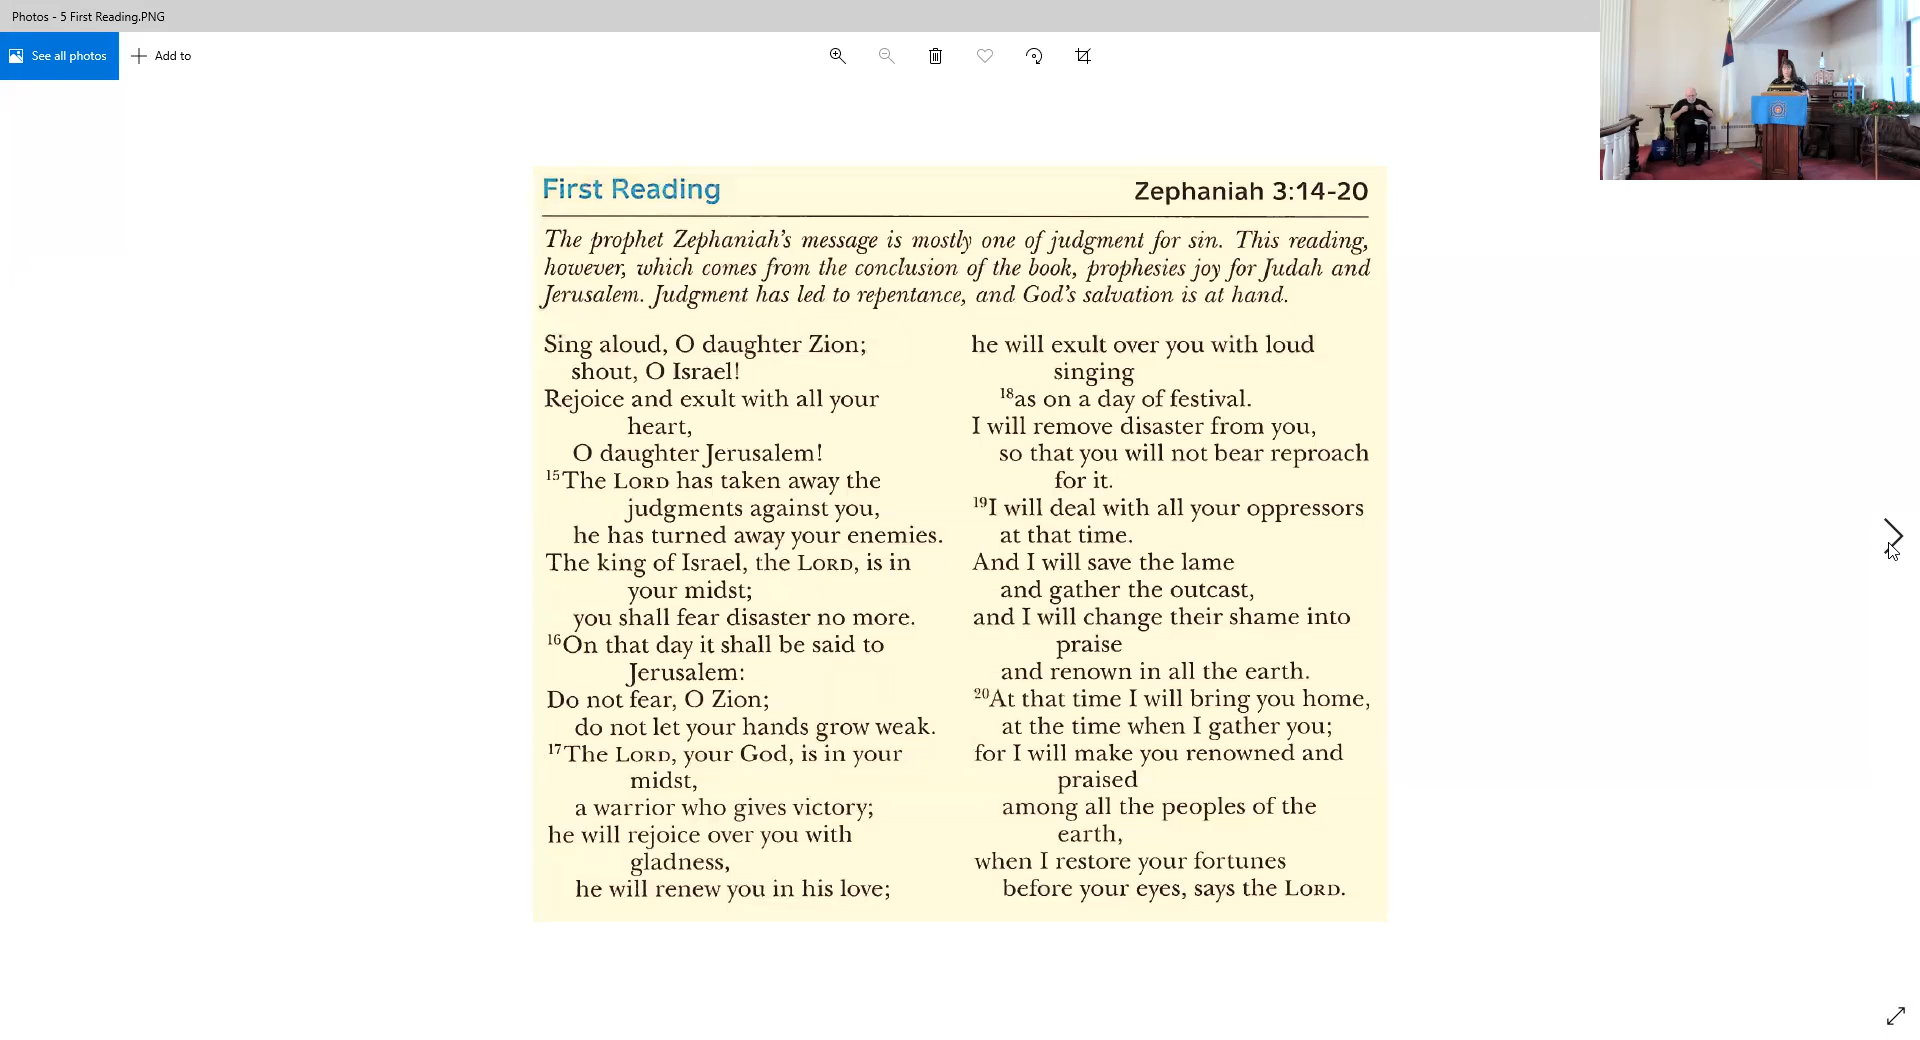 Photos - 5 First Reading.PNG
See all photos
Add to
First Reading
Zephaniah 3:14-20
The prophet Zephaniah's message is mostly one of judgment for sin. This reading,
however, which comes from the conclusion of the book, prophesies joy for Judah and
Jerusalem. Judgment has led to repentance, and God's salvation is at hand.
Sing aloud, O daughter Zion;
shout, O Israel!
Rejoice and exult with all your
heart,
O daughter Jerusalem!
15The LORD has taken away the
judgments against you,
he has turned away your enemies.
The king of Israel, the LORD, is in
your midst;
you shall fear disaster no more.
16On that day it shall be said to
Jerusalem:
Do not fear, O Zion;
do not let your hands grow weak.
17The LORD, your God, is in your
midst,
a warrior who gives victory;
he will rejoice over you with
gladness,
he will renew you in his love;
he will exult over you with loud
singing
18as on a day of festival.
I will remove disaster from you,
so that you will not bear reproach
for it.
19I will deal with all your oppressors
at that time.
And I will save the lame
and gather the outcast,
and I will change their shame into
praise
and renown in all the earth.
20At that time I will bring you home,
at the time when I gather you;
for I will make you renowned and
praised
among all the peoples of the
earth,
when I restore your fortunes
before your eyes, says the LORD.